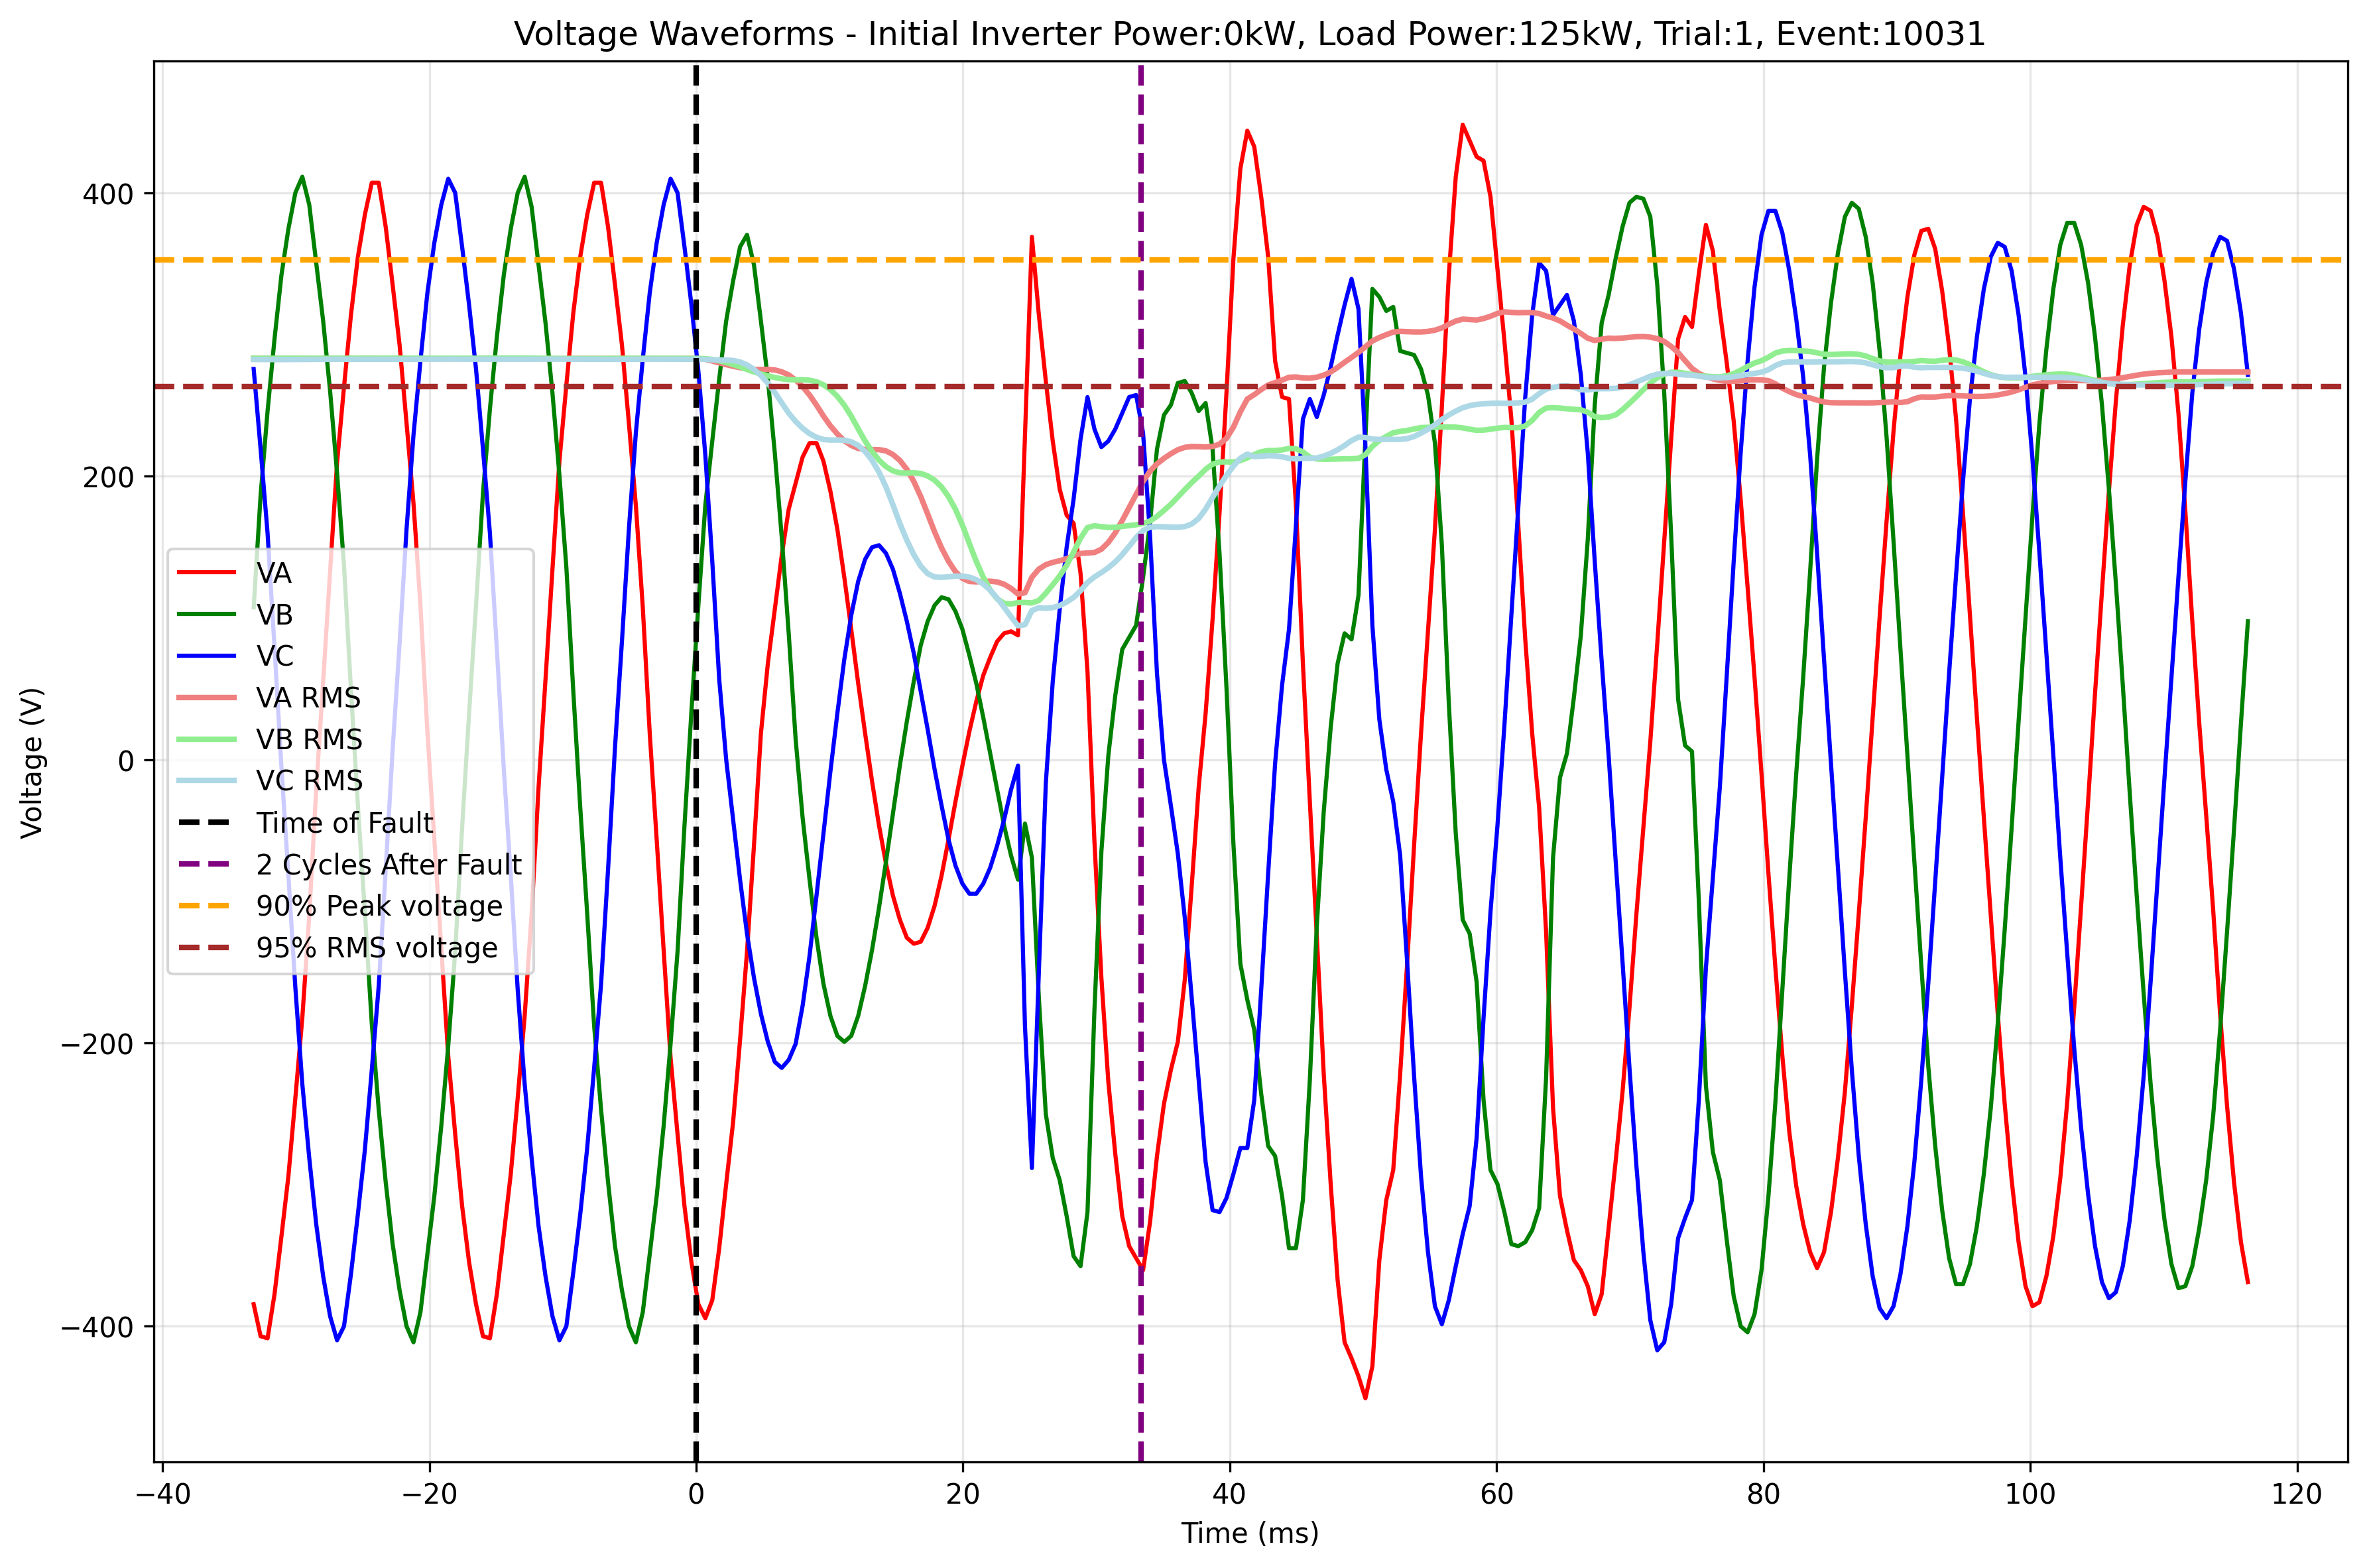 Voltage Waveforms - Initial Inverter Power:0kW, Load Power:125kW, Trial:1, Event:10031
Voltage (V)
400
200
0
−200
−400
VA
VB
VC
VA RMS
VB RMS
VC RMS
Time of Fault
2 Cycles After Fault
90% Peak voltage
95% RMS voltage
−40
−20
0
20
40
60
80
100
120
Time (ms)